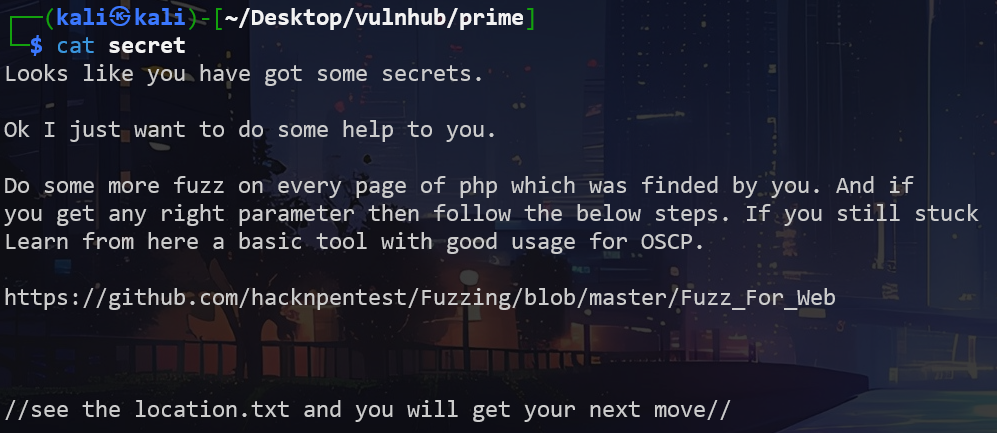 ┌──(kali㉿kali)-[~/Desktop/vulnhub/prime]
└─$ cat secret
Looks like you have got some secrets.
Ok I just want to do some help to you.
Do some more fuzz on every page of php which was finded by you. And if
you get any right parameter then follow the below steps. If you still stuck
Learn from here a basic tool with good usage for OSCP.
https://github.com/hacknpentest/Fuzzing/blob/master/Fuzz_For_Web
//see the location.txt and you will get your next move//